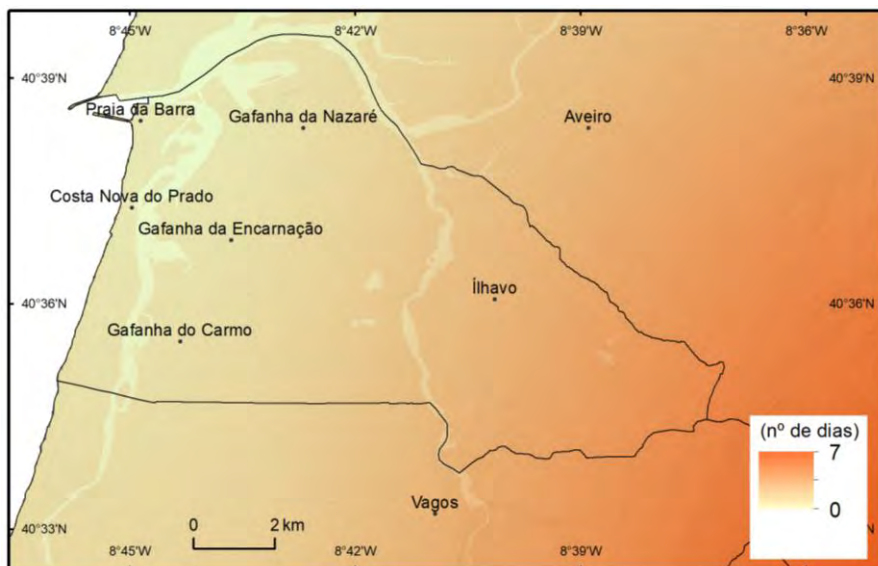 8°45'W 8°42'W 8°39'W 8°36'W
40°39'N 40°39'N
Praia da Barra Gafanha da Nazaré Aveiro
Costa Nova do Prado
Gafanha da Encarnação
40°36'N Ílhavo 40°36'N
Gafanha do Carmo
(nº de dias)
7
0
Vagos
40°33'N 0 2 km
8°45'W 8°42'W 8°39'W